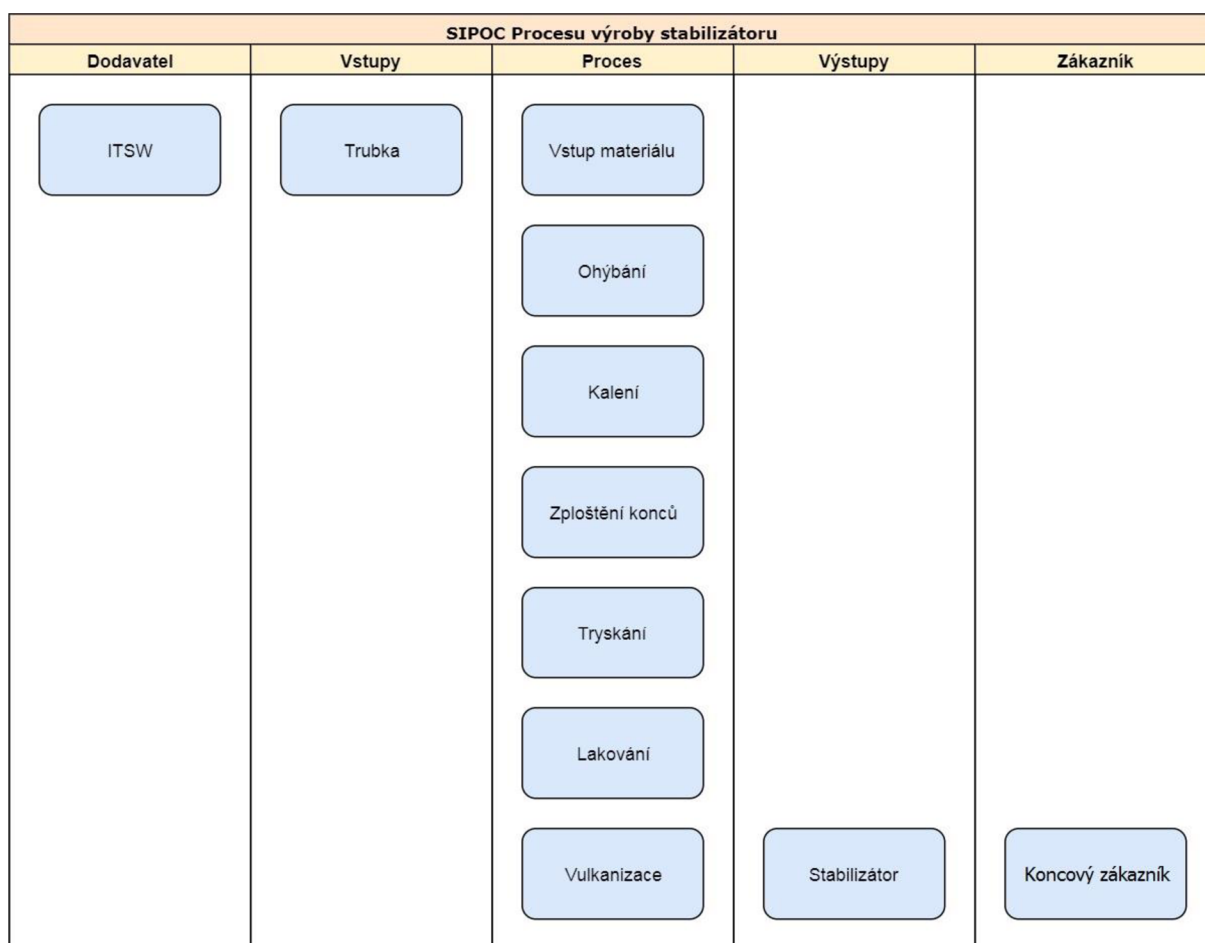 SIPOC Procesu výroby stabilizátoru
Dodavatel Vstupy Proces Výstupy Zákazník
ITSW Trubka Vstup materiálu
Ohýbání
Kalení
Zploštění konců
Tryskání
Lakování
Vulkanizace Stabilizátor Koncový zákazník